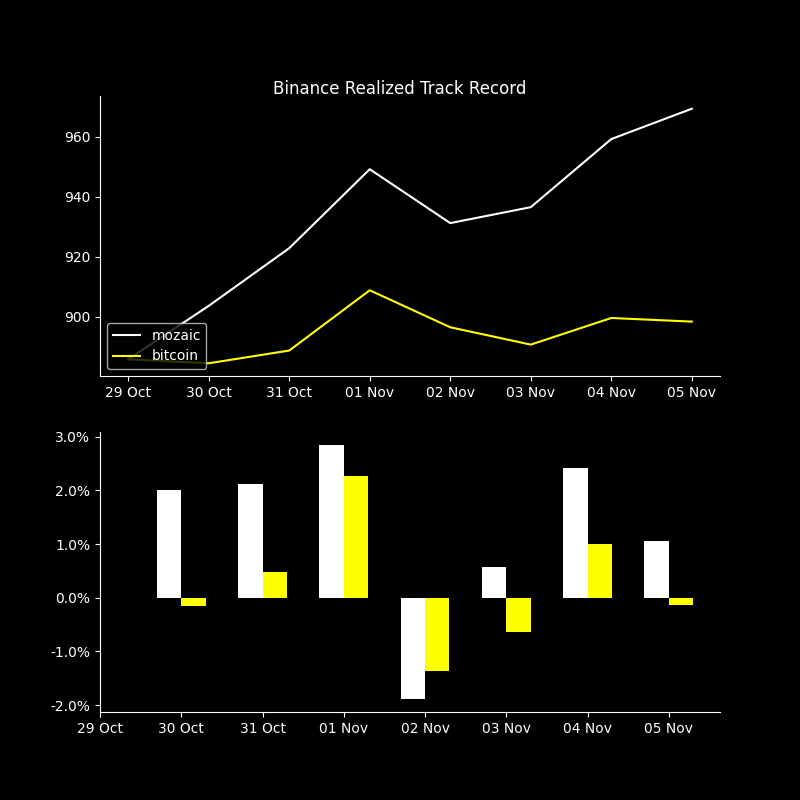 Binance Realized Track Record
960
940
920
900
mozaic
bitcoin
29 Oct 30 Oct 31 Oct 01 Nov 02 Nov 03 Nov 04 Nov 05 Nov
3.0%
2.0%
1.0%
0.0%
-1.0%
-2.0%
29 Oct 30 Oct 31 Oct 01 Nov 02 Nov 03 Nov 04 Nov 05 Nov